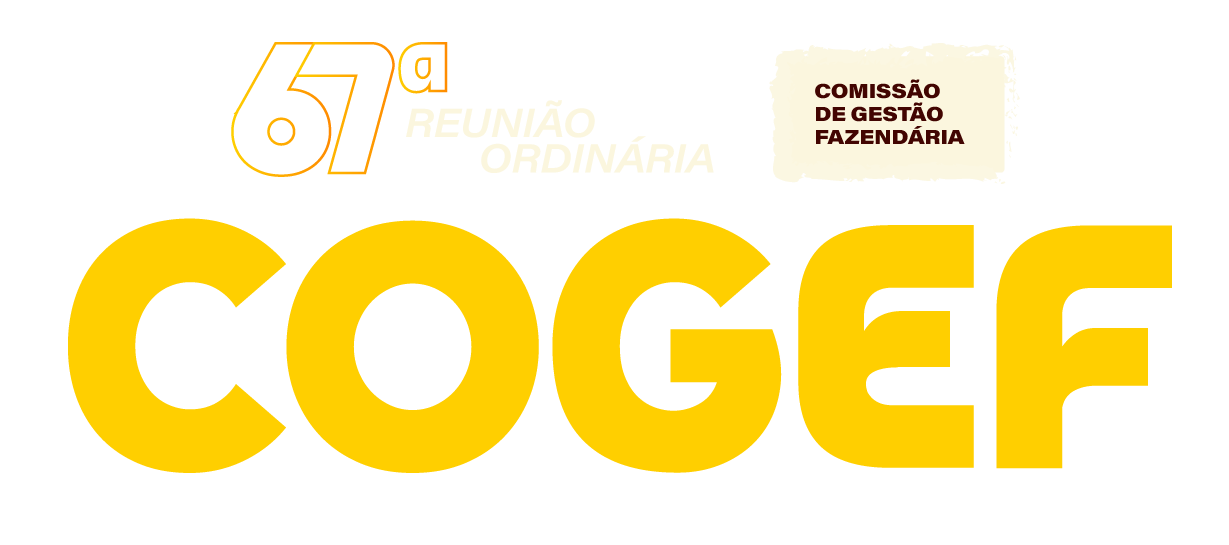 67ª
REUNIÃO
ORDINÁRIA
COMISSÃO
DE GESTÃO
FAZENDÁRIA
COGEF